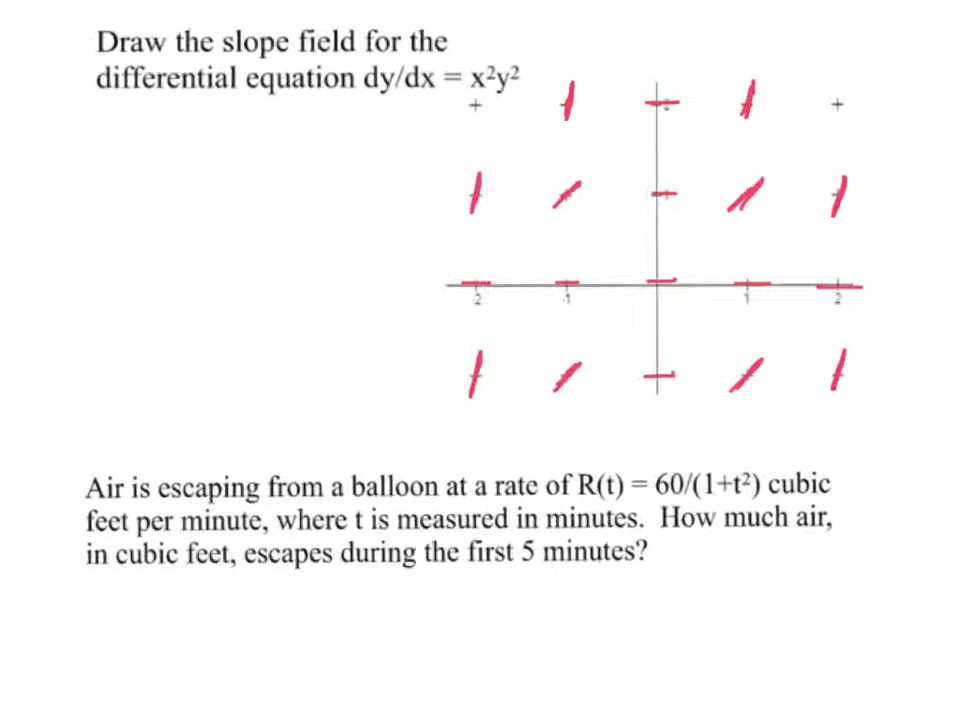 Draw the slope field for the
differential equation dy/dx = x²y²
-2 -1 1 2
Air is escaping from a balloon at a rate of R(t) = 60/(1+t²) cubic
feet per minute, where t is measured in minutes.  How much air,
in cubic feet, escapes during the first 5 minutes?